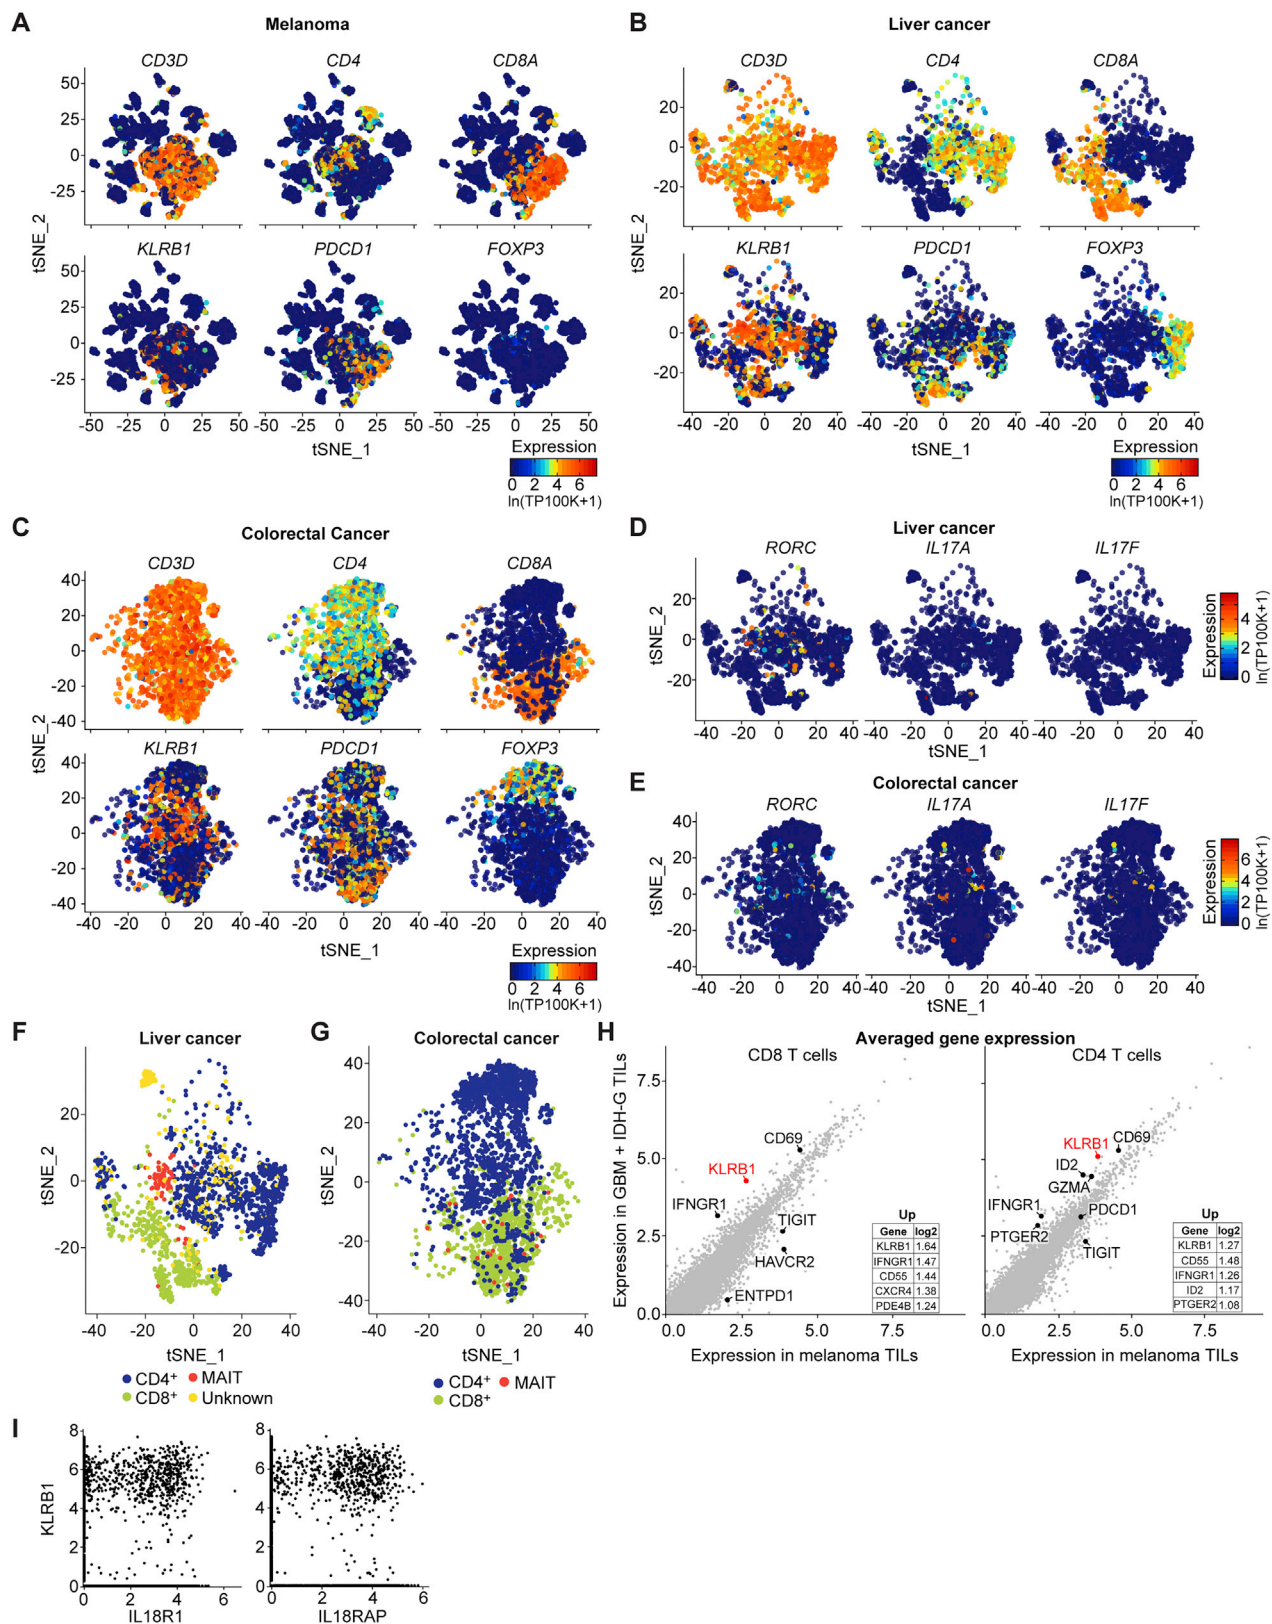 A
Melanoma
CD3D CD4 CD8A
50
25
0
-25
tSNE_2
KLRB1 PDCD1 FOXP3
50
25
0
-25
-50 -25 0 25 50 -50 -25 0 25 50 -50 -25 0 25 50
tSNE_1
Expression
0 2 4 6
ln(TP100K+1)
B
Liver cancer
CD3D CD4 CD8A
20
0
-20
tSNE_2
KLRB1 PDCD1 FOXP3
20
0
-20
-40 -20 0 20 40 -40 -20 0 20 40 -40 -20 0 20 40
tSNE_1
Expression
0 2 4 6
ln(TP100K+1)
C
Colorectal Cancer
CD3D CD4 CD8A
40
20
0
-20
-40
tSNE_2
KLRB1 PDCD1 FOXP3
40
20
0
-20
-40
-40 -20 0 20 40 -40 -20 0 20 40 -40 -20 0 20 40
tSNE_1
Expression
0 2 4 6
ln(TP100K+1)
D
Liver cancer
RORC IL17A IL17F
20
0
-20
tSNE_2
-40 -20 0 20 40 -40 -20 0 20 40 -40 -20 0 20 40
tSNE_1
Expression
4
2
0
ln(TP100K+1)
E
Colorectal cancer
RORC IL17A IL17F
40
20
0
-20
-40
tSNE_2
-40 -20 0 20 40 -40 -20 0 20 40 -40 -20 0 20 40
tSNE_1
Expression
6
4
2
0
ln(TP100K+1)
F
Liver cancer
tSNE_2
20
0
-20
-40 -20 0 20 40
tSNE_1
CD4+ MAIT
CD8+ Unknown
G
Colorectal cancer
tSNE_2
40
20
0
-20
-40
-40 -20 0 20 40
tSNE_1
CD4+ MAIT
CD8+
H
Averaged gene expression
CD8 T cells
Expression in GBM + IDH-G TILs
7.5
5.0
2.5
0.0
CD69
KLRB1
IFNGR1
TIGIT
HAVCR2
ENTPD1
Up
Gene log2
KLRB1 1.64
IFNGR1 1.47
CD55 1.44
CXCR4 1.38
PDE4B 1.24
0.0 2.5 5.0 7.5
Expression in melanoma TILs
CD4 T cells
KLRB1 CD69
ID2
GZMA
IFNGR1 PDCD1
PTGER2
TIGIT
Up
Gene log2
KLRB1 1.27
CD55 1.48
IFNGR1 1.26
ID2 1.17
PTGER2 1.08
0.0 2.5 5.0 7.5
Expression in melanoma TILs
I
KLRB1
8
6
4
2
0
0 2 4 6
IL18R1
8
6
4
2
0
0 2 4 6
IL18RAP